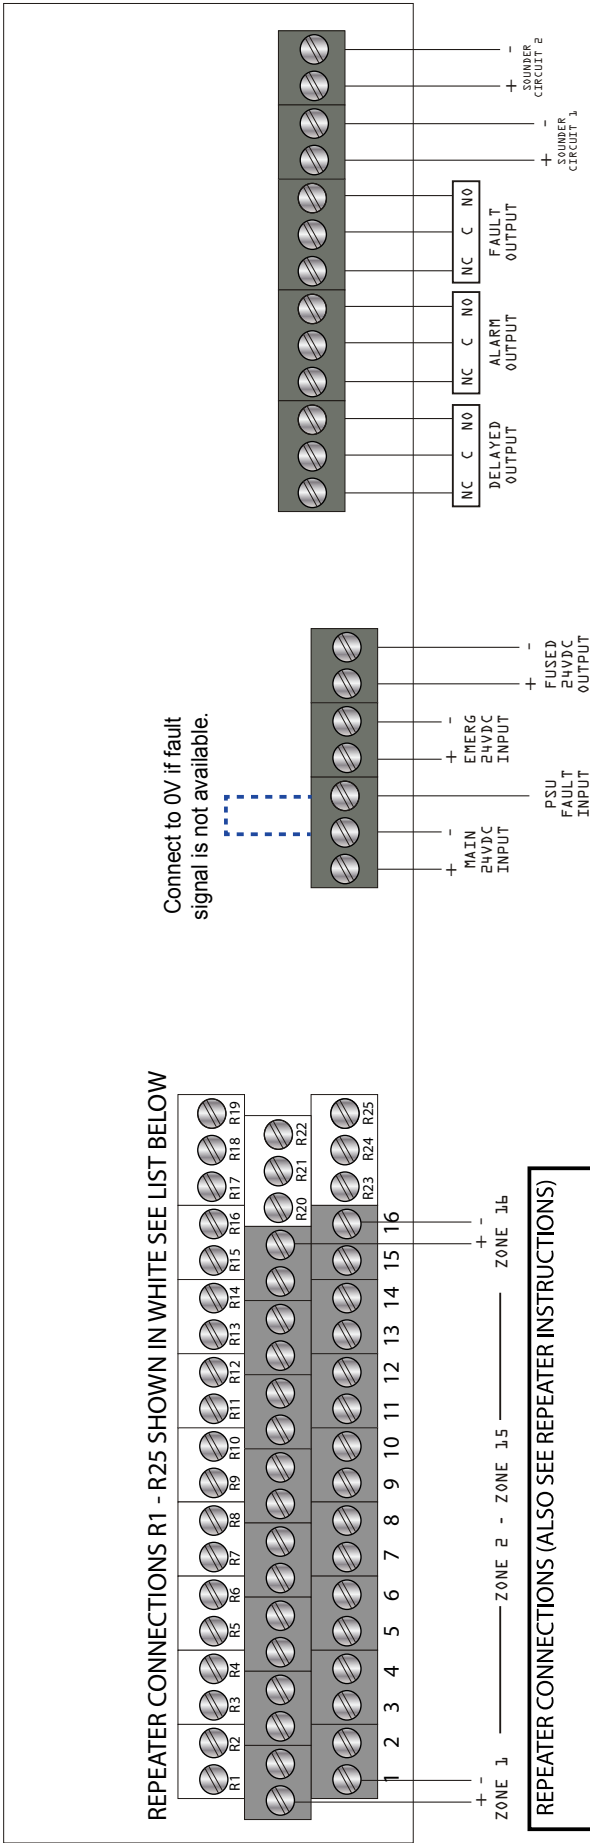 REPEATER CONNECTIONS R1 - R25 SHOWN IN WHITE SEE LIST BELOW
R1 R2 R3 R4 R5 R6 R7 R8 R9 R10 R11 R12 R13 R14 R15 R16 R17 R18 R19
R20 R21 R22
R23 R24 R25
1 2 3 4 5 6 7 8 9 10 11 12 13 14 15 16
+ -
ZONE 1
ZONE 2 - ZONE 15
+ -
ZONE 16
REPEATER CONNECTIONS (ALSO SEE REPEATER INSTRUCTIONS)
Connect to 0V if fault
signal is not available.
+ -
MAIN
24VDC
INPUT
PSU
FAULT
INPUT
+ -
EMERG
24VDC
INPUT
+ -
FUSED
24VDC
OUTPUT
NC C NO
DELAYED
OUTPUT
NC C NO
ALARM
OUTPUT
NC C NO
FAULT
OUTPUT
+ -
SOUNDER
CIRCUIT 1
+ -
SOUNDER
CIRCUIT 2